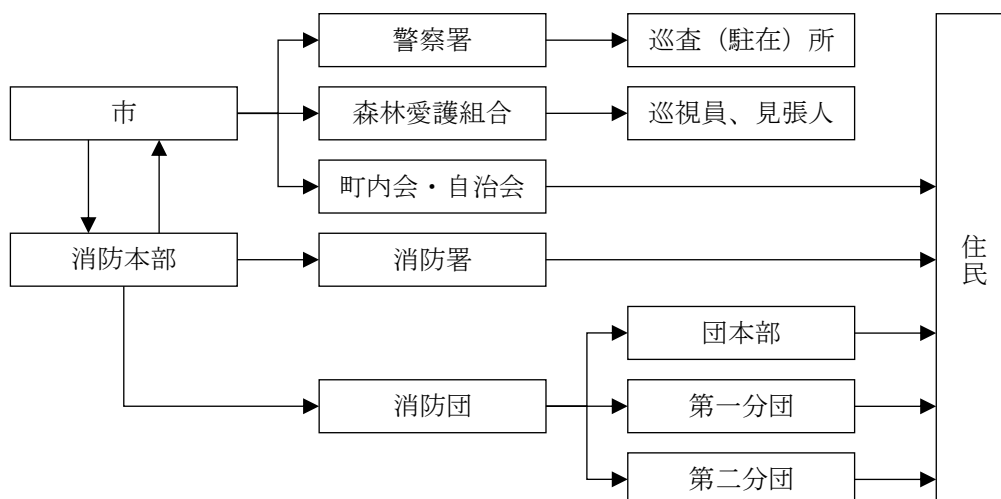 警察署
巡査（駐在）所
市
森林愛護組合
巡視員、見張人
町内会・自治会
消防本部
消防署
住民
団本部
消防団
第一分団
第二分団